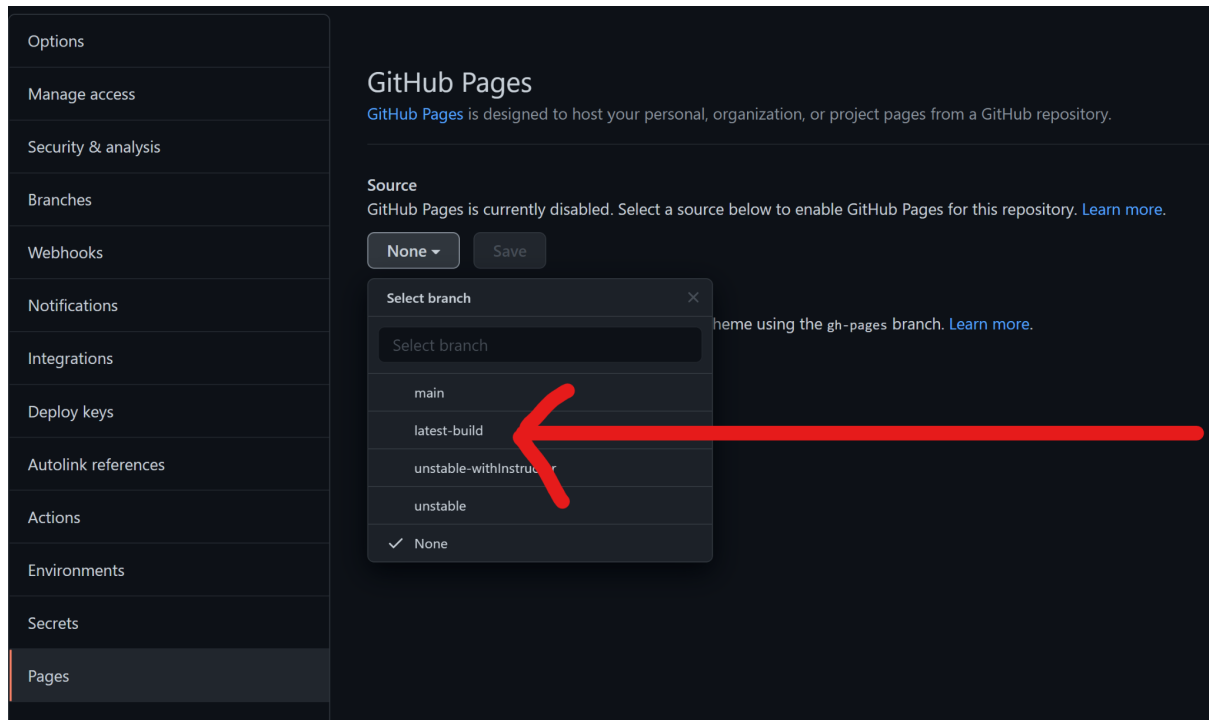 Options
Manage access
Security & analysis
Branches
Webhooks
Notifications
Integrations
Deploy keys
Autolink references
Actions
Environments
Secrets
Pages
GitHub Pages
GitHub Pages is designed to host your personal, organization, or project pages from a GitHub repository.
Source
GitHub Pages is currently disabled. Select a source below to enable GitHub Pages for this repository. Learn more.
None
Save
Select branch
Select branch
heme using the gh-pages branch. Learn more.
main
latest-build
unstable
None